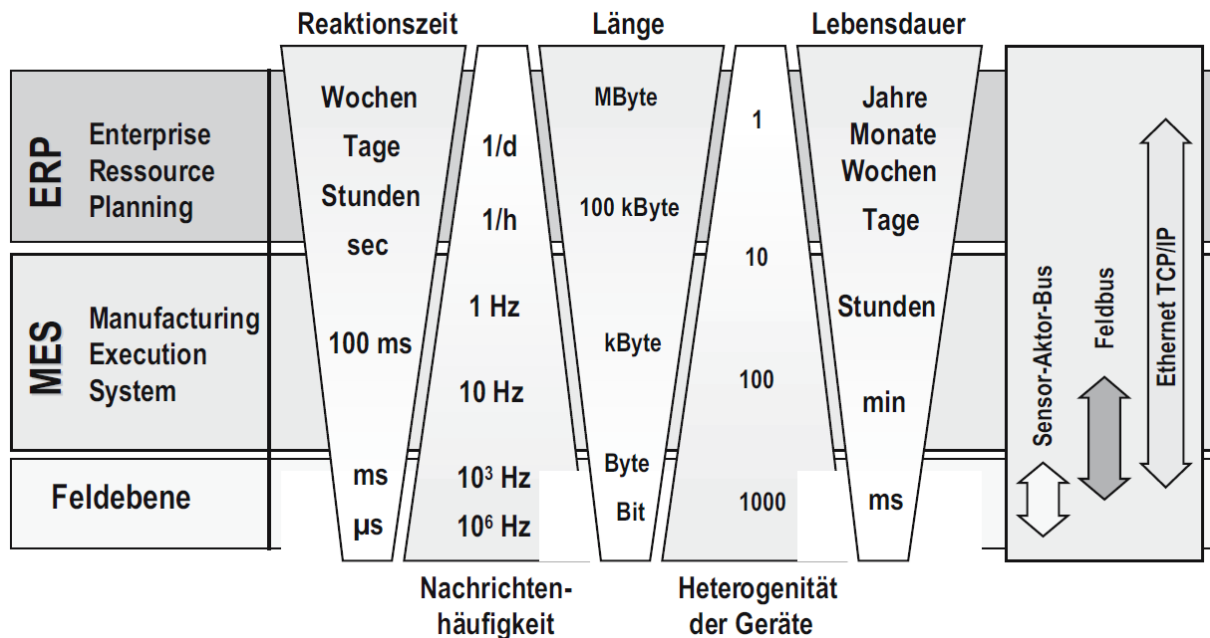 Reaktionszeit
Länge
Lebensdauer
ERP
Enterprise
Ressource
Planning
Wochen
Tage
Stunden
sec
1/d
1/h
MByte
100 kByte
1
10
Jahre
Monate
Wochen
Tage
MES
Manufacturing
Execution
System
100 ms
1 Hz
10 Hz
kByte
100
Stunden
min
Feldebene
ms
µs
10³ Hz
10⁶ Hz
Byte
Bit
1000
ms
Sensor-Aktor-Bus
Feldbus
Ethernet TCP/IP
Nachrichten-
häufigkeit
Heterogenität
der Geräte